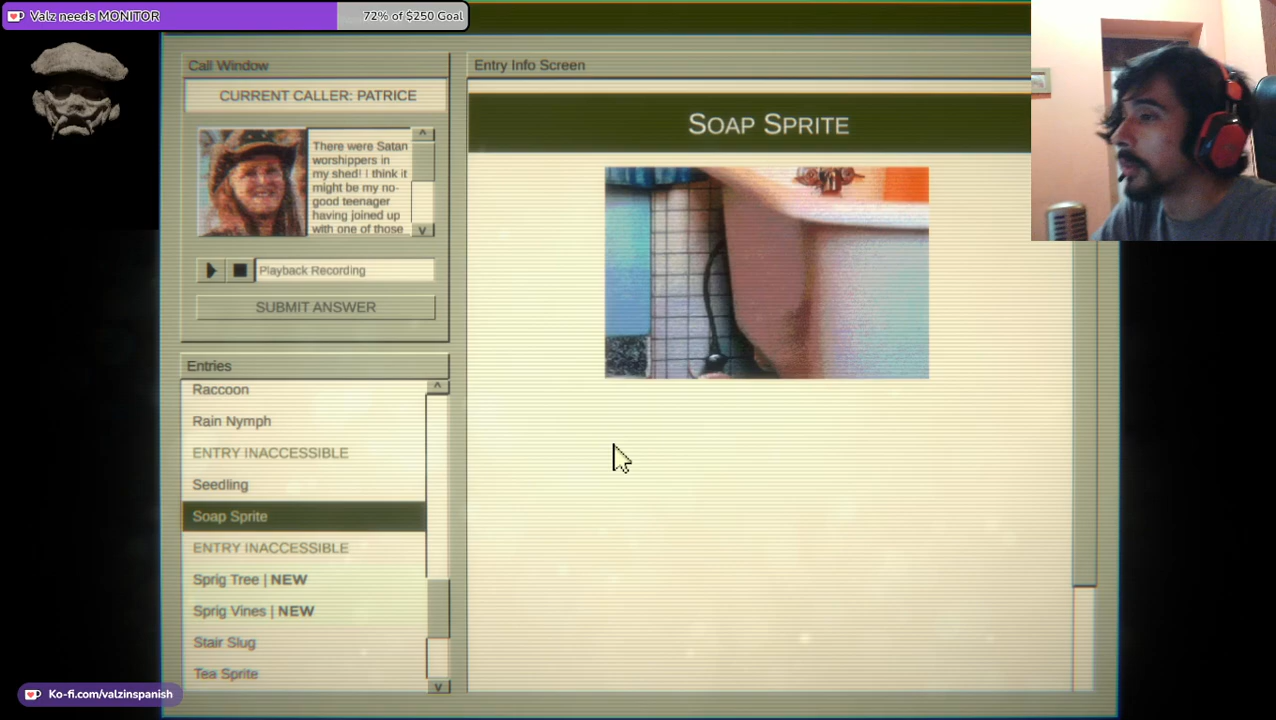 Valz needs MONITOR
72% of $250 Goal
Call Window
CURRENT CALLER: PATRICE
There were Satan
worshippers in
my shed! I think it
might be my no-
good teenager
having joined up
with one of those
Playback Recording
SUBMIT ANSWER
Entries
Raccoon
Rain Nymph
ENTRY INACCESSIBLE
Seedling
Soap Sprite
ENTRY INACCESSIBLE
Sprig Tree | NEW
Sprig Vines | NEW
Stair Slug
Tea Sprite
Entry Info Screen
SOAP SPRITE
Ko-fi.com/valzinspanish